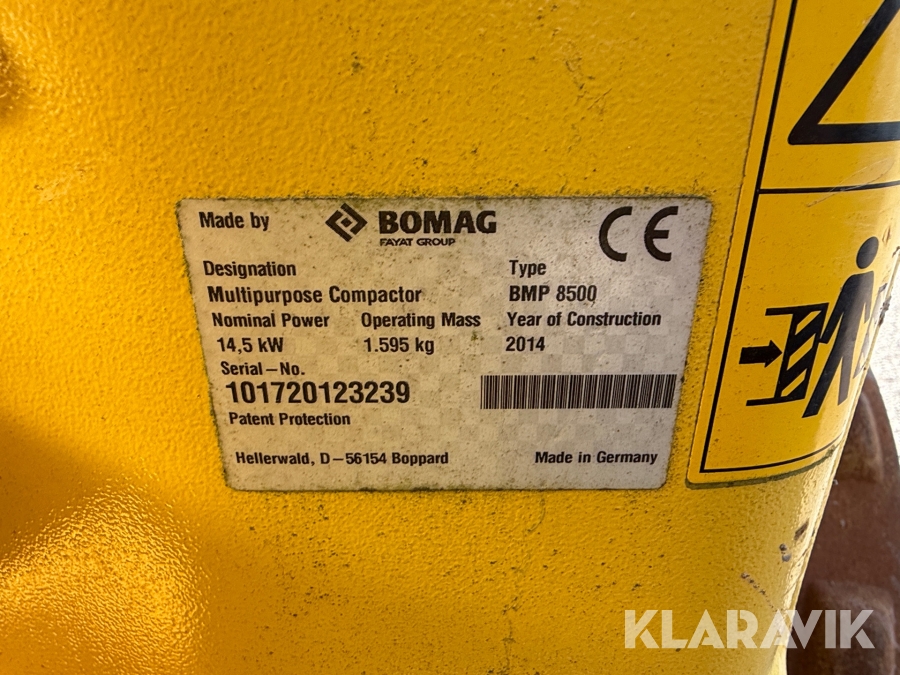 Made by BOMAG CE
FAYAT GROUP
Designation Type
Multipurpose Compactor BMP 8500
Nominal Power Operating Mass Year of Construction
14,5 kW 1.595 kg 2014
Serial-No.
101720123239
Patent Protection
Hellerwald, D-56154 Boppard Made in Germany
KLARAVIK